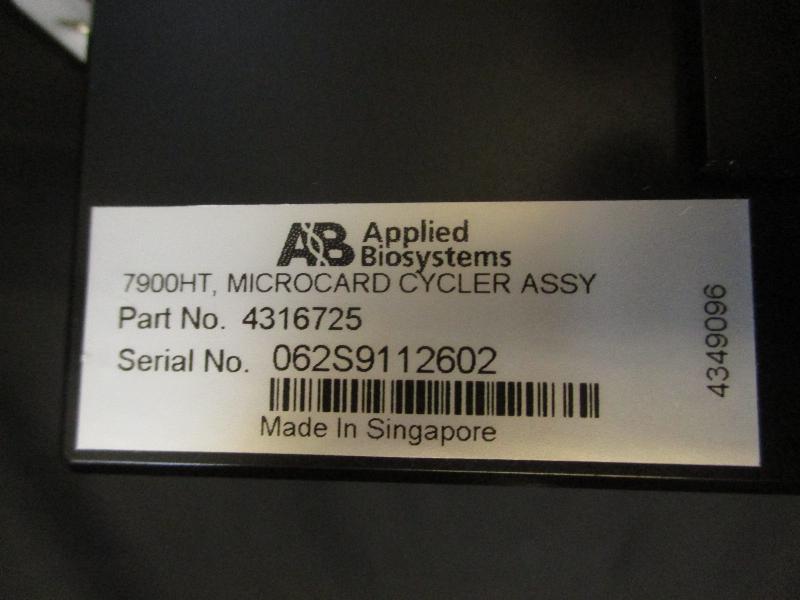 AB Applied
Biosystems
7900HT, MICROCARD CYCLER ASSY
Part No. 4316725
Serial No. 062S9112602
Made In Singapore
4349096